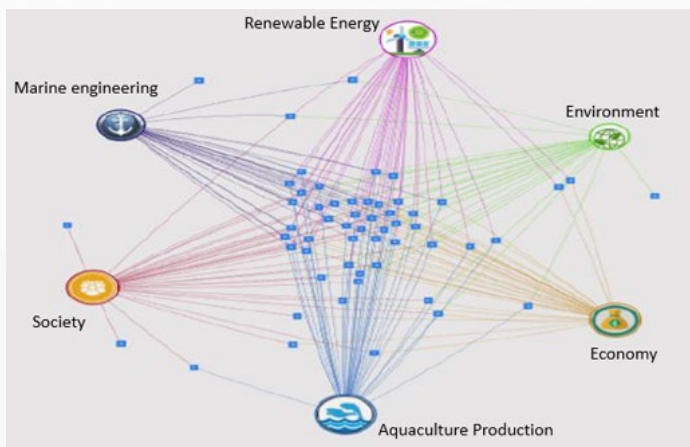 Renewable Energy
Marine engineering
Environment
Society
Economy
Aquaculture Production